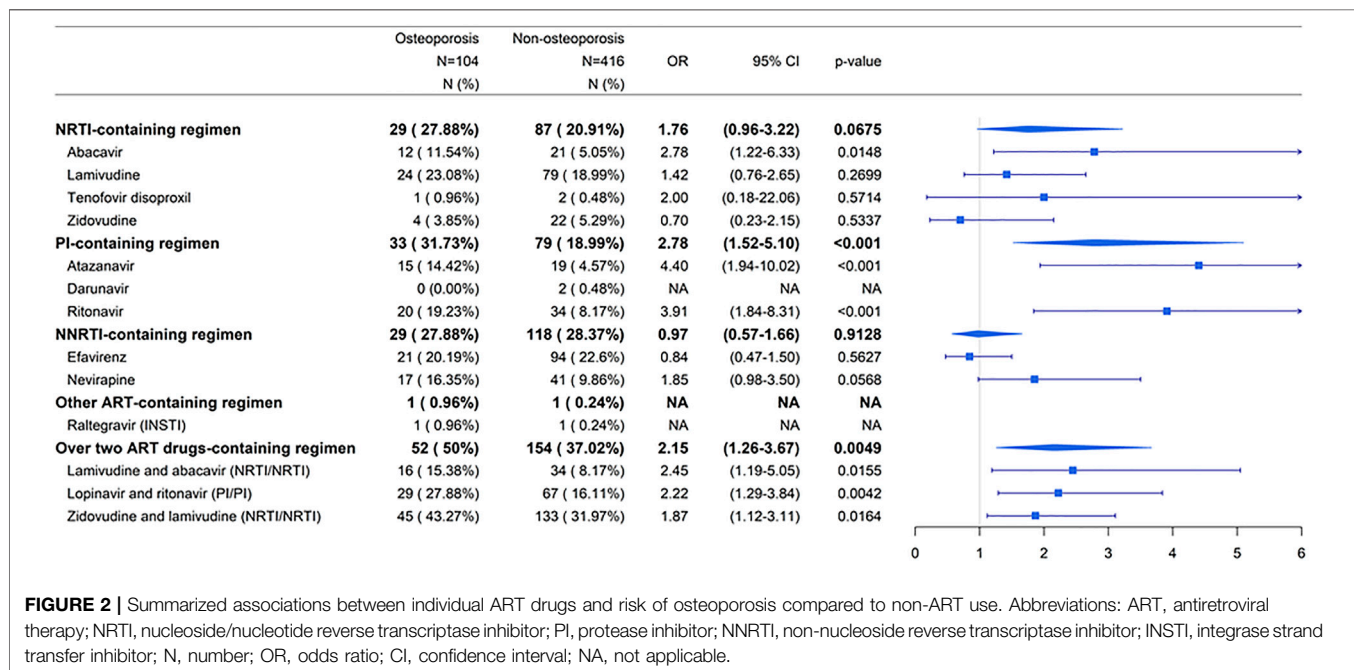 Osteoporosis Non-osteoporosis
N=104 N=416 OR 95% CI p-value
N (%) N (%)
NRTI-containing regimen 29 ( 27.88%) 87 ( 20.91%) 1.76 (0.96-3.22) 0.0675
Abacavir 12 ( 11.54%) 21 ( 5.05%) 2.78 (1.22-6.33) 0.0148
Lamivudine 24 ( 23.08%) 79 ( 18.99%) 1.42 (0.76-2.65) 0.2699
Tenofovir disoproxil 1 ( 0.96%) 2 ( 0.48%) 2.00 (0.18-22.06) 0.5714
Zidovudine 4 ( 3.85%) 22 ( 5.29%) 0.70 (0.23-2.15) 0.5337
PI-containing regimen 33 ( 31.73%) 79 ( 18.99%) 2.78 (1.52-5.10) <0.001
Atazanavir 15 ( 14.42%) 19 ( 4.57%) 4.40 (1.94-10.02) <0.001
Darunavir 0 (0.00%) 2 ( 0.48%) NA NA NA
Ritonavir 20 ( 19.23%) 34 ( 8.17%) 3.91 (1.84-8.31) <0.001
NNRTI-containing regimen 29 ( 27.88%) 118 ( 28.37%) 0.97 (0.57-1.66) 0.9128
Efavirenz 21 ( 20.19%) 94 ( 22.6%) 0.84 (0.47-1.50) 0.5627
Nevirapine 17 ( 16.35%) 41 ( 9.86%) 1.85 (0.98-3.50) 0.0568
Other ART-containing regimen 1 ( 0.96%) 1 ( 0.24%) NA NA NA
Raltegravir (INSTI) 1 ( 0.96%) 1 ( 0.24%) NA NA NA
Over two ART drugs-containing regimen 52 ( 50%) 154 ( 37.02%) 2.15 (1.26-3.67) 0.0049
Lamivudine and abacavir (NRTI/NRTI) 16 ( 15.38%) 34 ( 8.17%) 2.45 (1.19-5.05) 0.0155
Lopinavir and ritonavir (PI/PI) 29 ( 27.88%) 67 ( 16.11%) 2.22 (1.29-3.84) 0.0042
Zidovudine and lamivudine (NRTI/NRTI) 45 ( 43.27%) 133 ( 31.97%) 1.87 (1.12-3.11) 0.0164
0 1 2 3 4 5 6
FIGURE 2 | Summarized associations between individual ART drugs and risk of osteoporosis compared to non-ART use. Abbreviations: ART, antiretroviral
therapy; NRTI, nucleoside/nucleotide reverse transcriptase inhibitor; PI, protease inhibitor; NNRTI, non-nucleoside reverse transcriptase inhibitor; INSTI, integrase strand
transfer inhibitor; N, number; OR, odds ratio; CI, confidence interval; NA, not applicable.